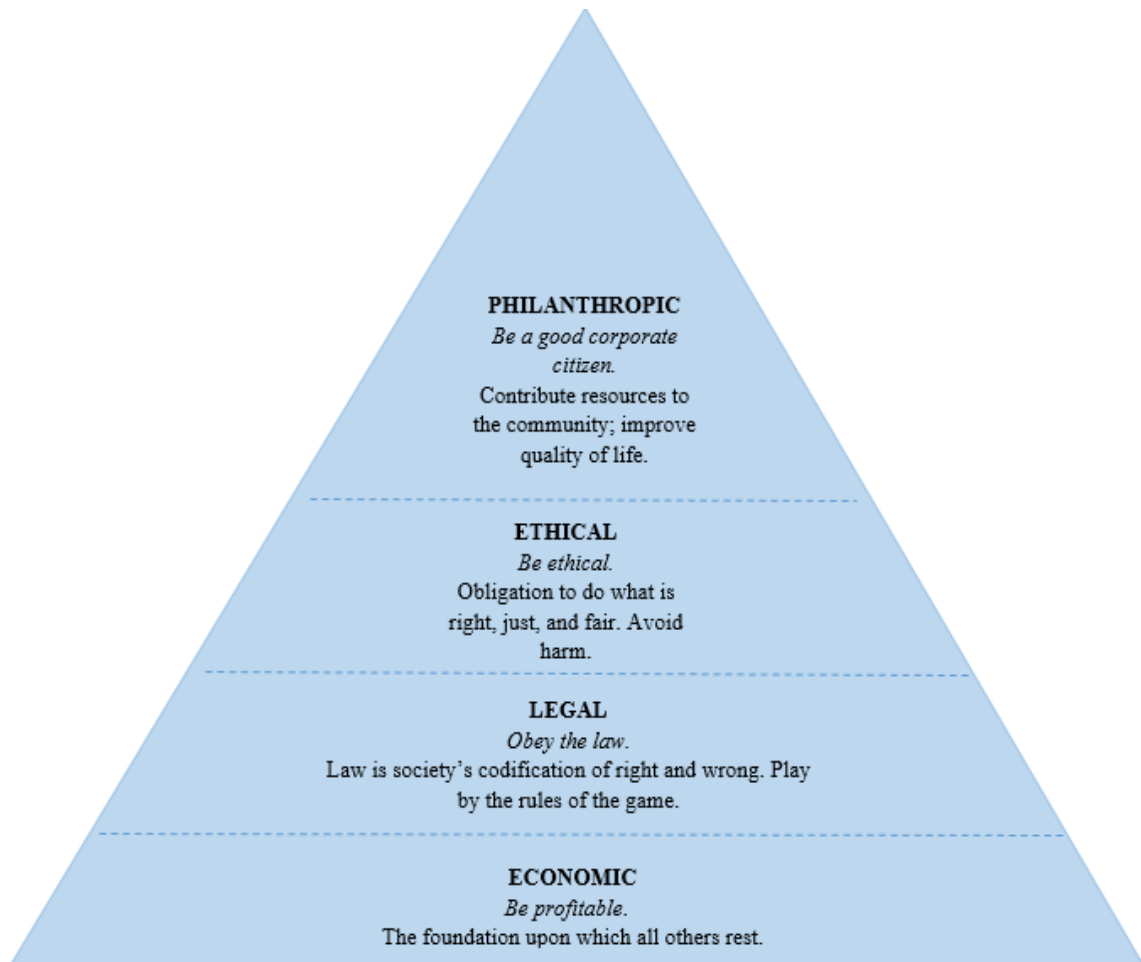 PHILANTHROPIC
Be a good corporate
citizen.
Contribute resources to
the community; improve
quality of life.
ETHICAL
Be ethical.
Obligation to do what is
right, just, and fair. Avoid
harm.
LEGAL
Obey the law.
Law is society’s codification of right and wrong. Play
by the rules of the game.
ECONOMIC
Be profitable.
The foundation upon which all others rest.